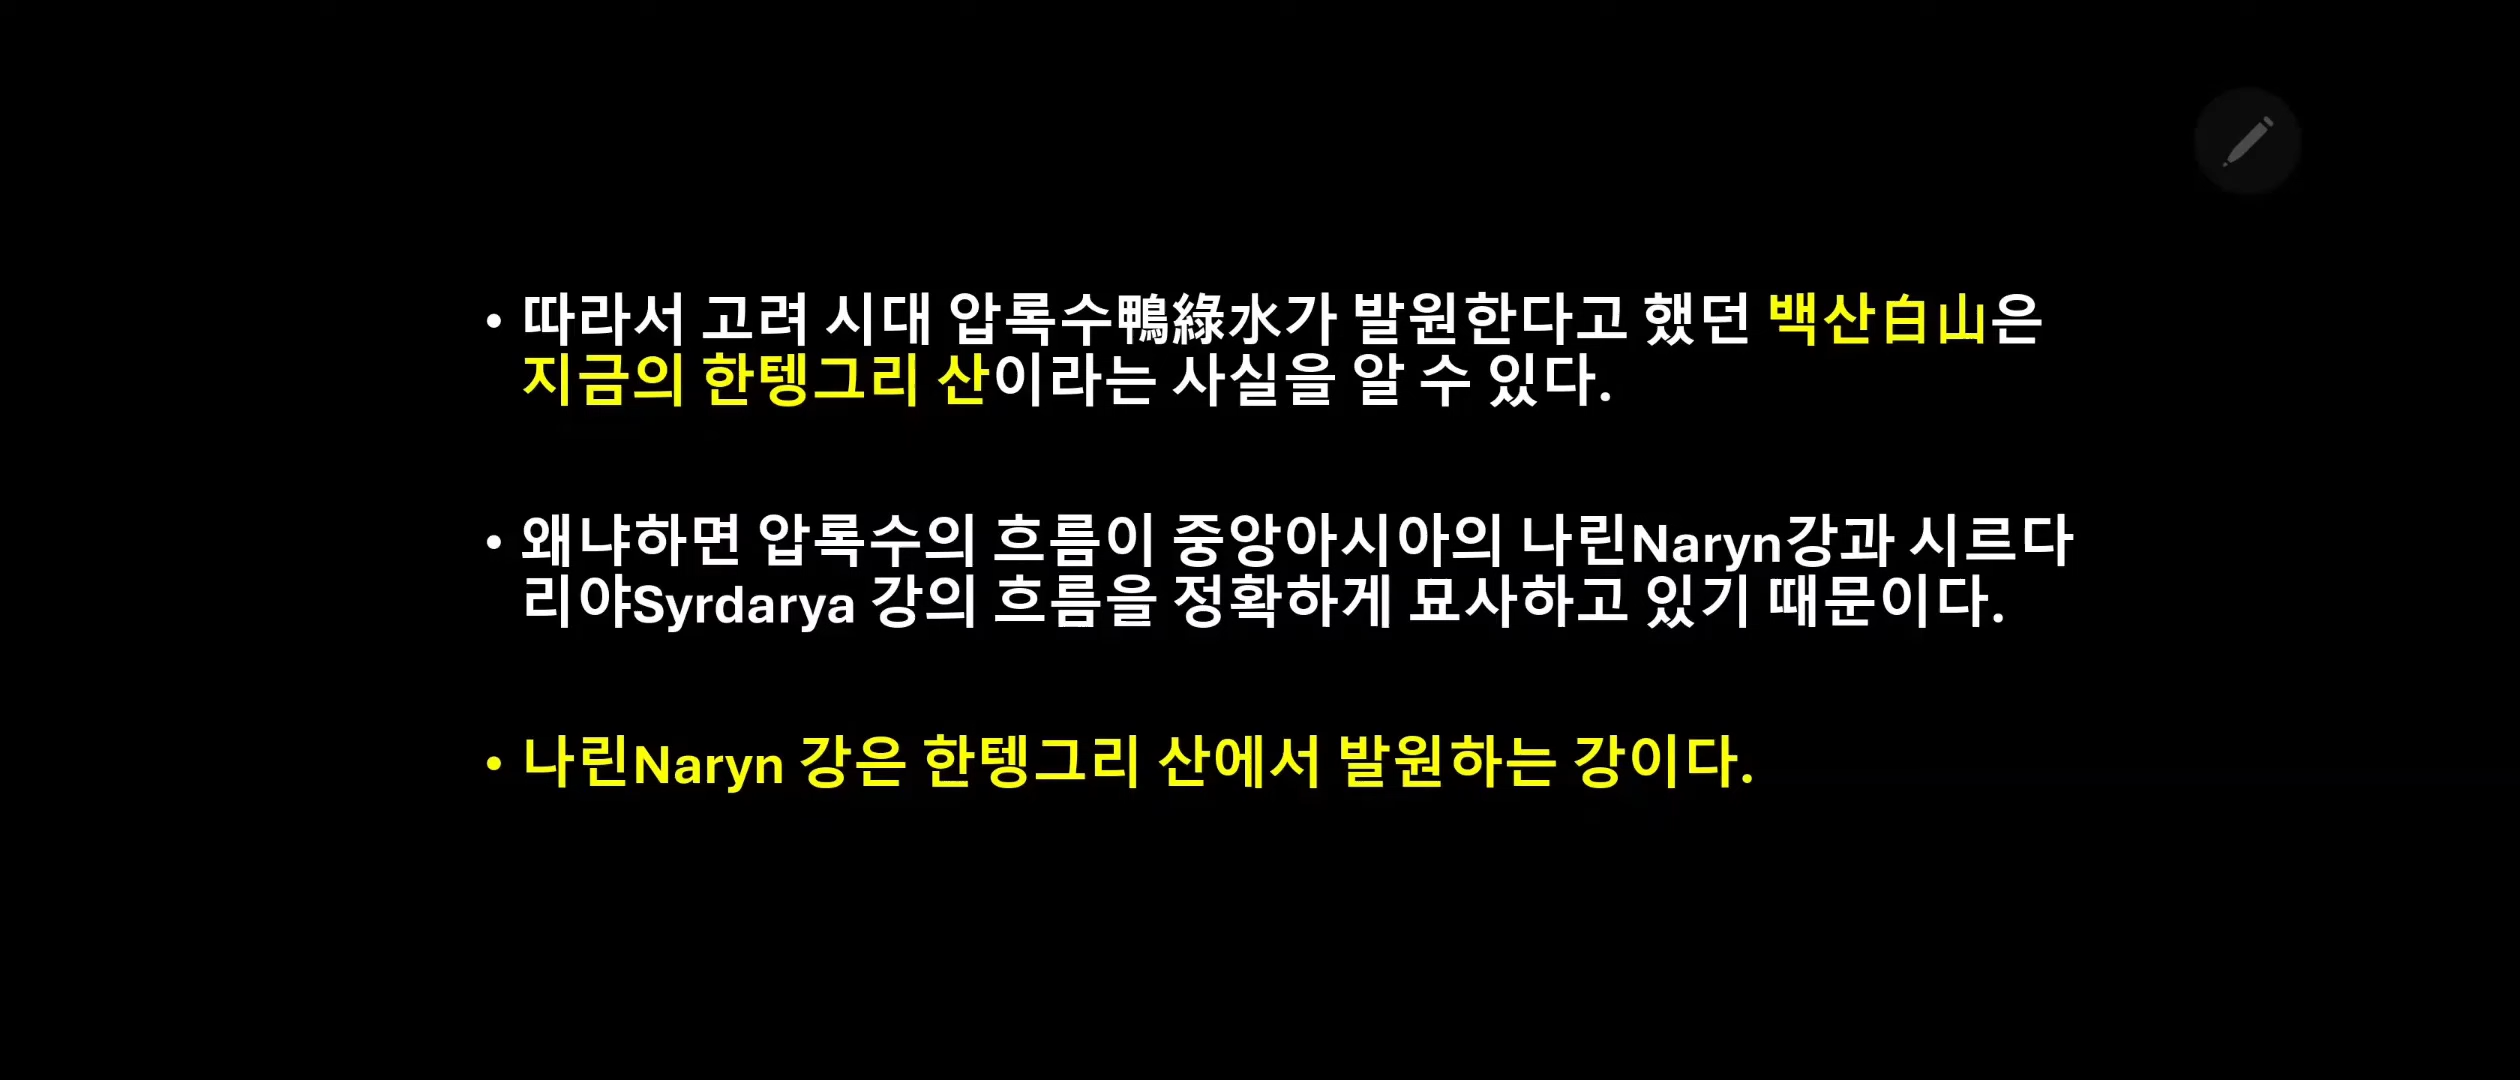 • 따라서 고려 시대 압록수鴨綠水가 발원한다고 했던 백산白山은
지금의 한텡그리 산이라는 사실을 알 수 있다.
• 왜냐하면 압록수의 흐름이 중앙아시아의 나린Naryn강과 시르다
리야Syrdarya 강의 흐름을 정확하게 묘사하고 있기 때문이다.
• 나린Naryn 강은 한텡그리 산에서 발원하는 강이다.